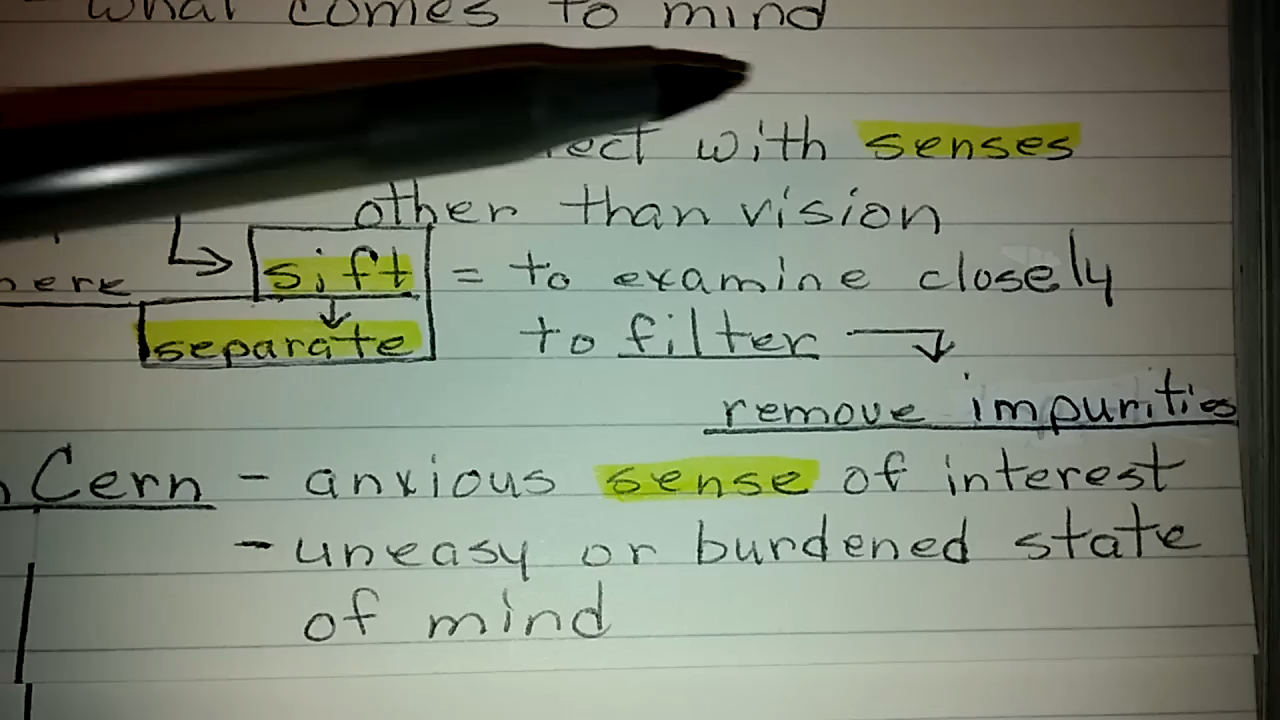 - what comes to mind
with senses
other than vision
sift = to examine closely
separate to filter
remove impurities
Cern - anxious sense of interest
- uneasy or burdened state
of mind